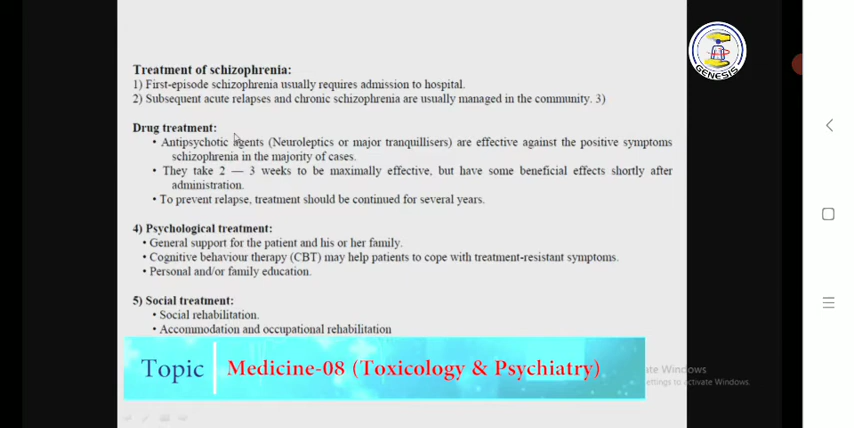 GENESIS
Treatment of schizophrenia:
1) First-episode schizophrenia usually requires admission to hospital.
2) Subsequent acute relapses and chronic schizophrenia are usually managed in the community. 3)
Drug treatment:
• Antipsychotic agents (Neuroleptics or major tranquillisers) are effective against the positive symptoms
schizophrenia in the majority of cases.
• They take 2 — 3 weeks to be maximally effective, but have some beneficial effects shortly after
administration.
• To prevent relapse, treatment should be continued for several years.
4) Psychological treatment:
• General support for the patient and his or her family.
• Cognitive behaviour therapy (CBT) may help patients to cope with treatment-resistant symptoms.
• Personal and/or family education.
5) Social treatment:
• Social rehabilitation.
• Accommodation and occupational rehabilitation
Topic Medicine-08 (Toxicology & Psychiatry)
ate Windows
ettings to activate Windows.